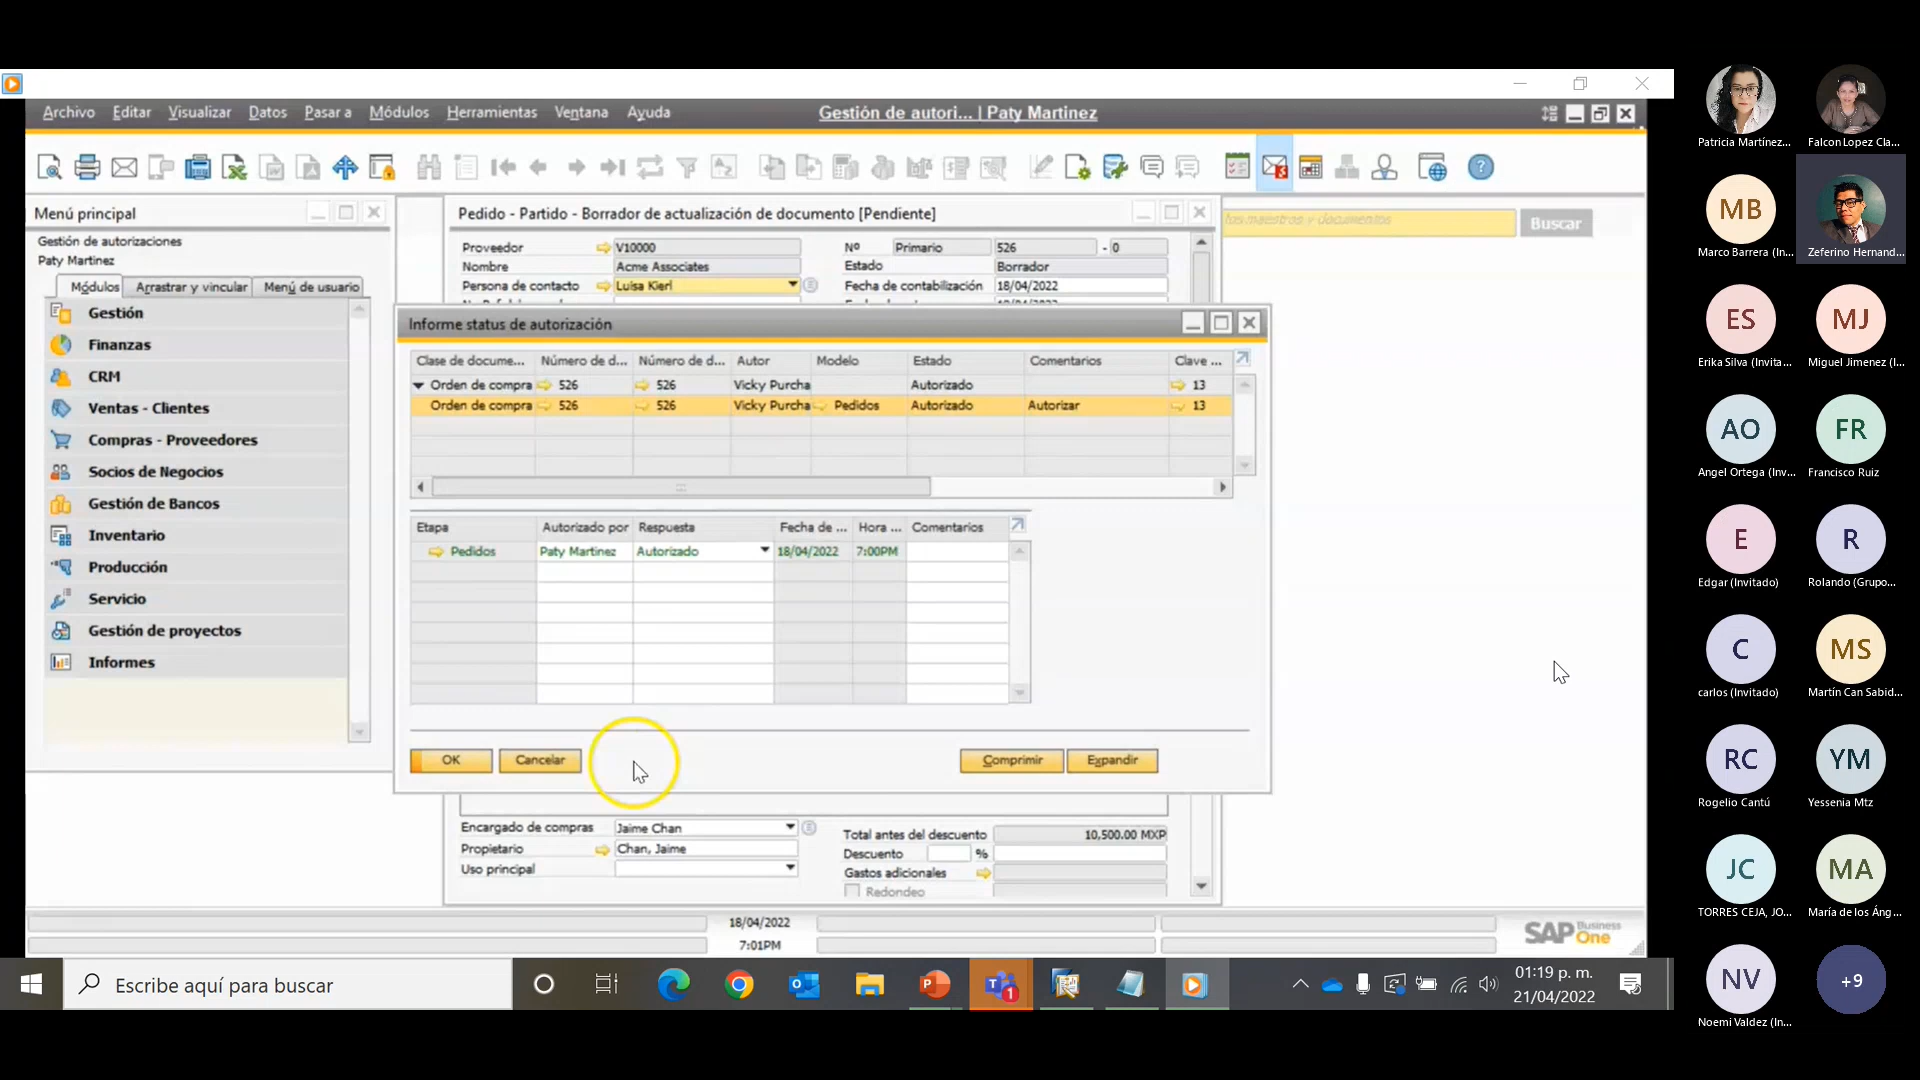 Archivo Editar Visualizar Datos Pasar a Módulos Herramientas Ventana Ayuda
Gestión de autori... | Paty Martinez
Menú principal
Gestión de autorizaciones
Paty Martinez
Módulos Arrastrar y vincular Menú de usuario
Gestión
Finanzas
CRM
Ventas - Clientes
Compras - Proveedores
Socios de Negocios
Gestión de Bancos
Inventario
Producción
Servicio
Gestión de proyectos
Informes
Pedido - Partido - Borrador de actualización de documento [Pendiente]
Proveedor V10000 Nº Primario 526 - 0
Nombre Acme Associates Estado Borrador
Persona de contacto Luisa Kierl Fecha de contabilización 18/04/2022
maestros y documentos Buscar
Informe status de autorización
Clase de docume... Número de d... Número de d... Autor Modelo Estado Comentarios Clave ...
Orden de compra 526 526 Vicky Purcha Autorizado 13
Orden de compra 526 526 Vicky Purcha Pedidos Autorizado Autorizar 13
Etapa Autorizado por Respuesta Fecha de ... Hora ... Comentarios
Pedidos Paty Martinez Autorizado 18/04/2022 7:00PM
OK Cancelar Comprimir Expandir
Encargado de compras Jaime Chan Total antes del descuento 10,500.00 MXP
Propietario Chan, Jaime Descuento %
Uso principal Gastos adicionales
Redondeo
18/04/2022
7:01PM
SAP Business One
Escribe aquí para buscar
1
01:19 p. m.
21/04/2022
Patricia Martínez... Falcon Lopez Cla...
MB
Marco Barrera (In... Zeferino Hernand...
ES MJ
Erika Silva (Invita... Miguel Jimenez (I...
AO FR
Angel Ortega (Inv... Francisco Ruiz
E R
Edgar (Invitado) Rolando (Grupo...
C MS
carlos (Invitado) Martín Can Sabid...
RC YM
Rogelio Cantú Yessenia Mtz
JC MA
TORRES CEJA, JO... María de los Áng...
NV +9
Noemi Valdez (In...